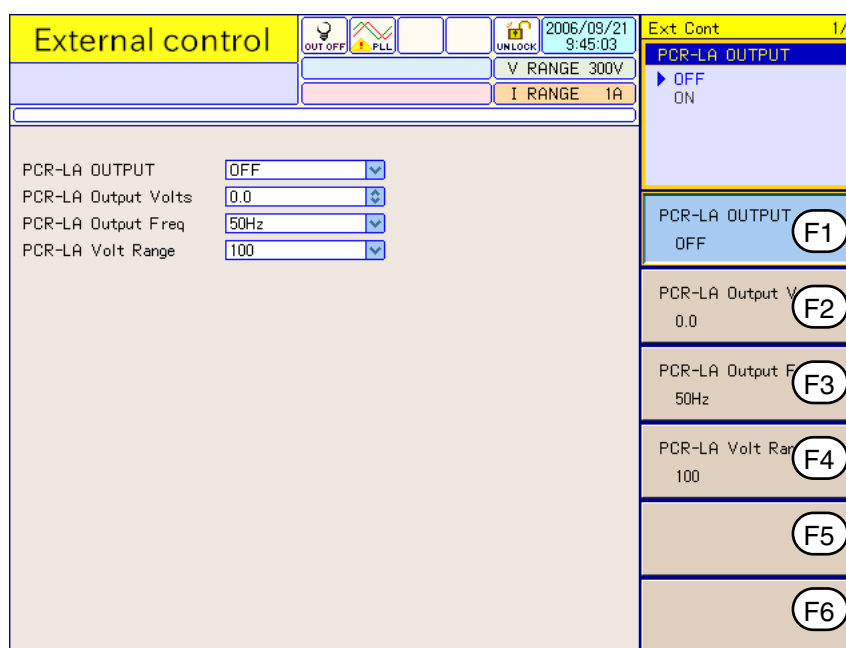 External control
OUT OFF
PLL
UNLOCK
2006/09/21
9:45:03
V RANGE 300V
I RANGE 1A
PCR-LA OUTPUT OFF
PCR-LA Output Volts 0.0
PCR-LA Output Freq 50Hz
PCR-LA Volt Range 100
Ext Cont 1/
PCR-LA OUTPUT
OFF
ON
PCR-LA OUTPUT
OFF
F1
PCR-LA Output V
0.0
F2
PCR-LA Output F
50Hz
F3
PCR-LA Volt Ran
100
F4
F5
F6